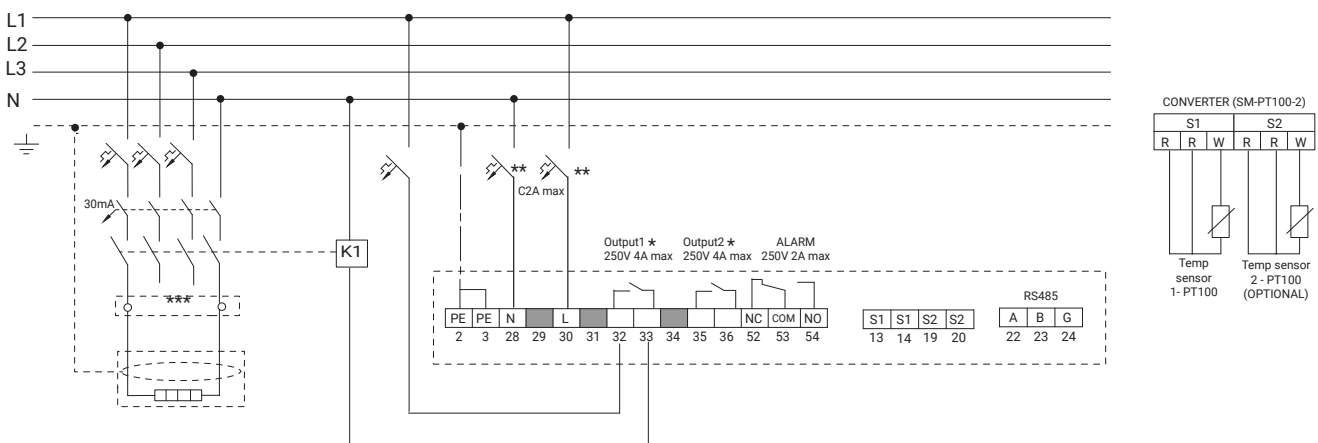 L1
L2
L3
N
30mA
***
K1
**
**
C2A max
Output1 *
250V 4A max
Output2 *
250V 4A max
ALARM
250V 2A max
PE PE N L NC COM NO
2 3 28 29 30 31 32 33 34 35 36 52 53 54
S1 S1 S2 S2
13 14 19 20
RS485
A B G
22 23 24
CONVERTER (SM-PT100-2)
S1 S2
R R W R R W
Temp
sensor
1- PT100
Temp sensor
2 - PT100
(OPTIONAL)